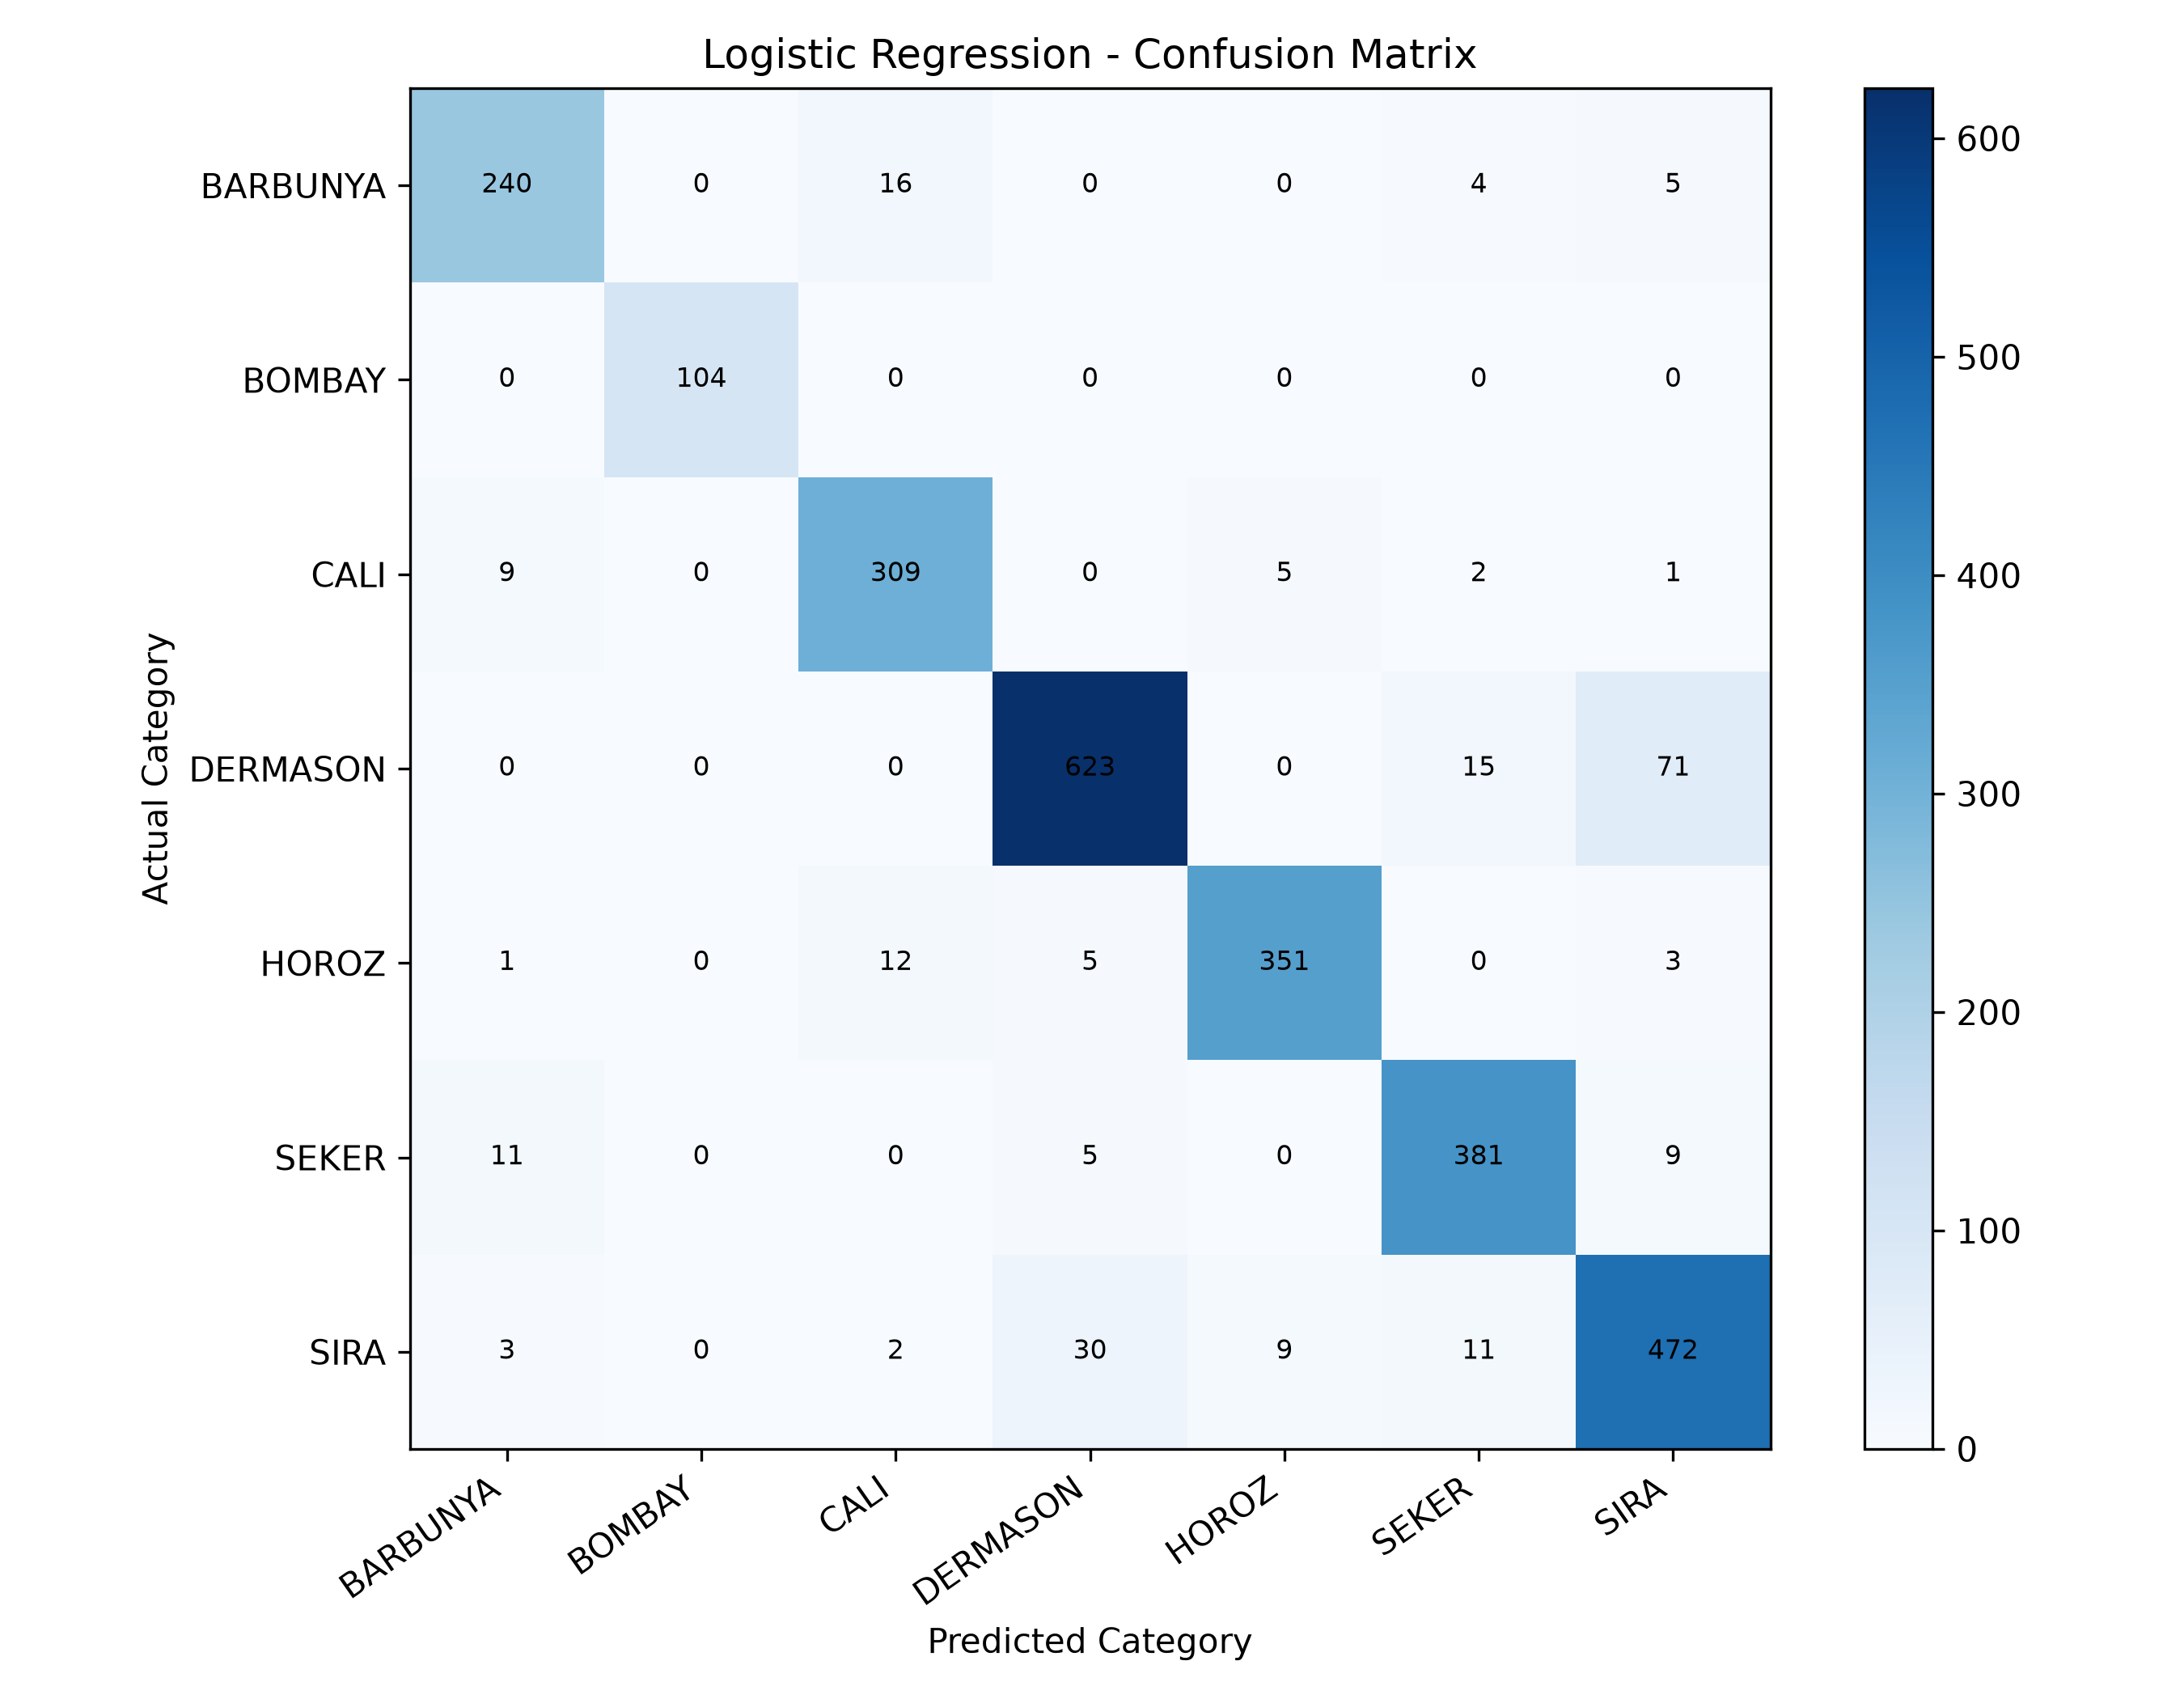 Logistic Regression - Confusion Matrix
BARBUNYA 240 0 16 0 0 4 5
BOMBAY 0 104 0 0 0 0 0
CALI 9 0 309 0 5 2 1
DERMASON 0 0 0 623 0 15 71
HOROZ 1 0 12 5 351 0 3
SEKER 11 0 0 5 0 381 9
SIRA 3 0 2 30 9 11 472
Actual Category
BARBUNYA BOMBAY CALI DERMASON HOROZ SEKER SIRA
Predicted Category
600
500
400
300
200
100
0